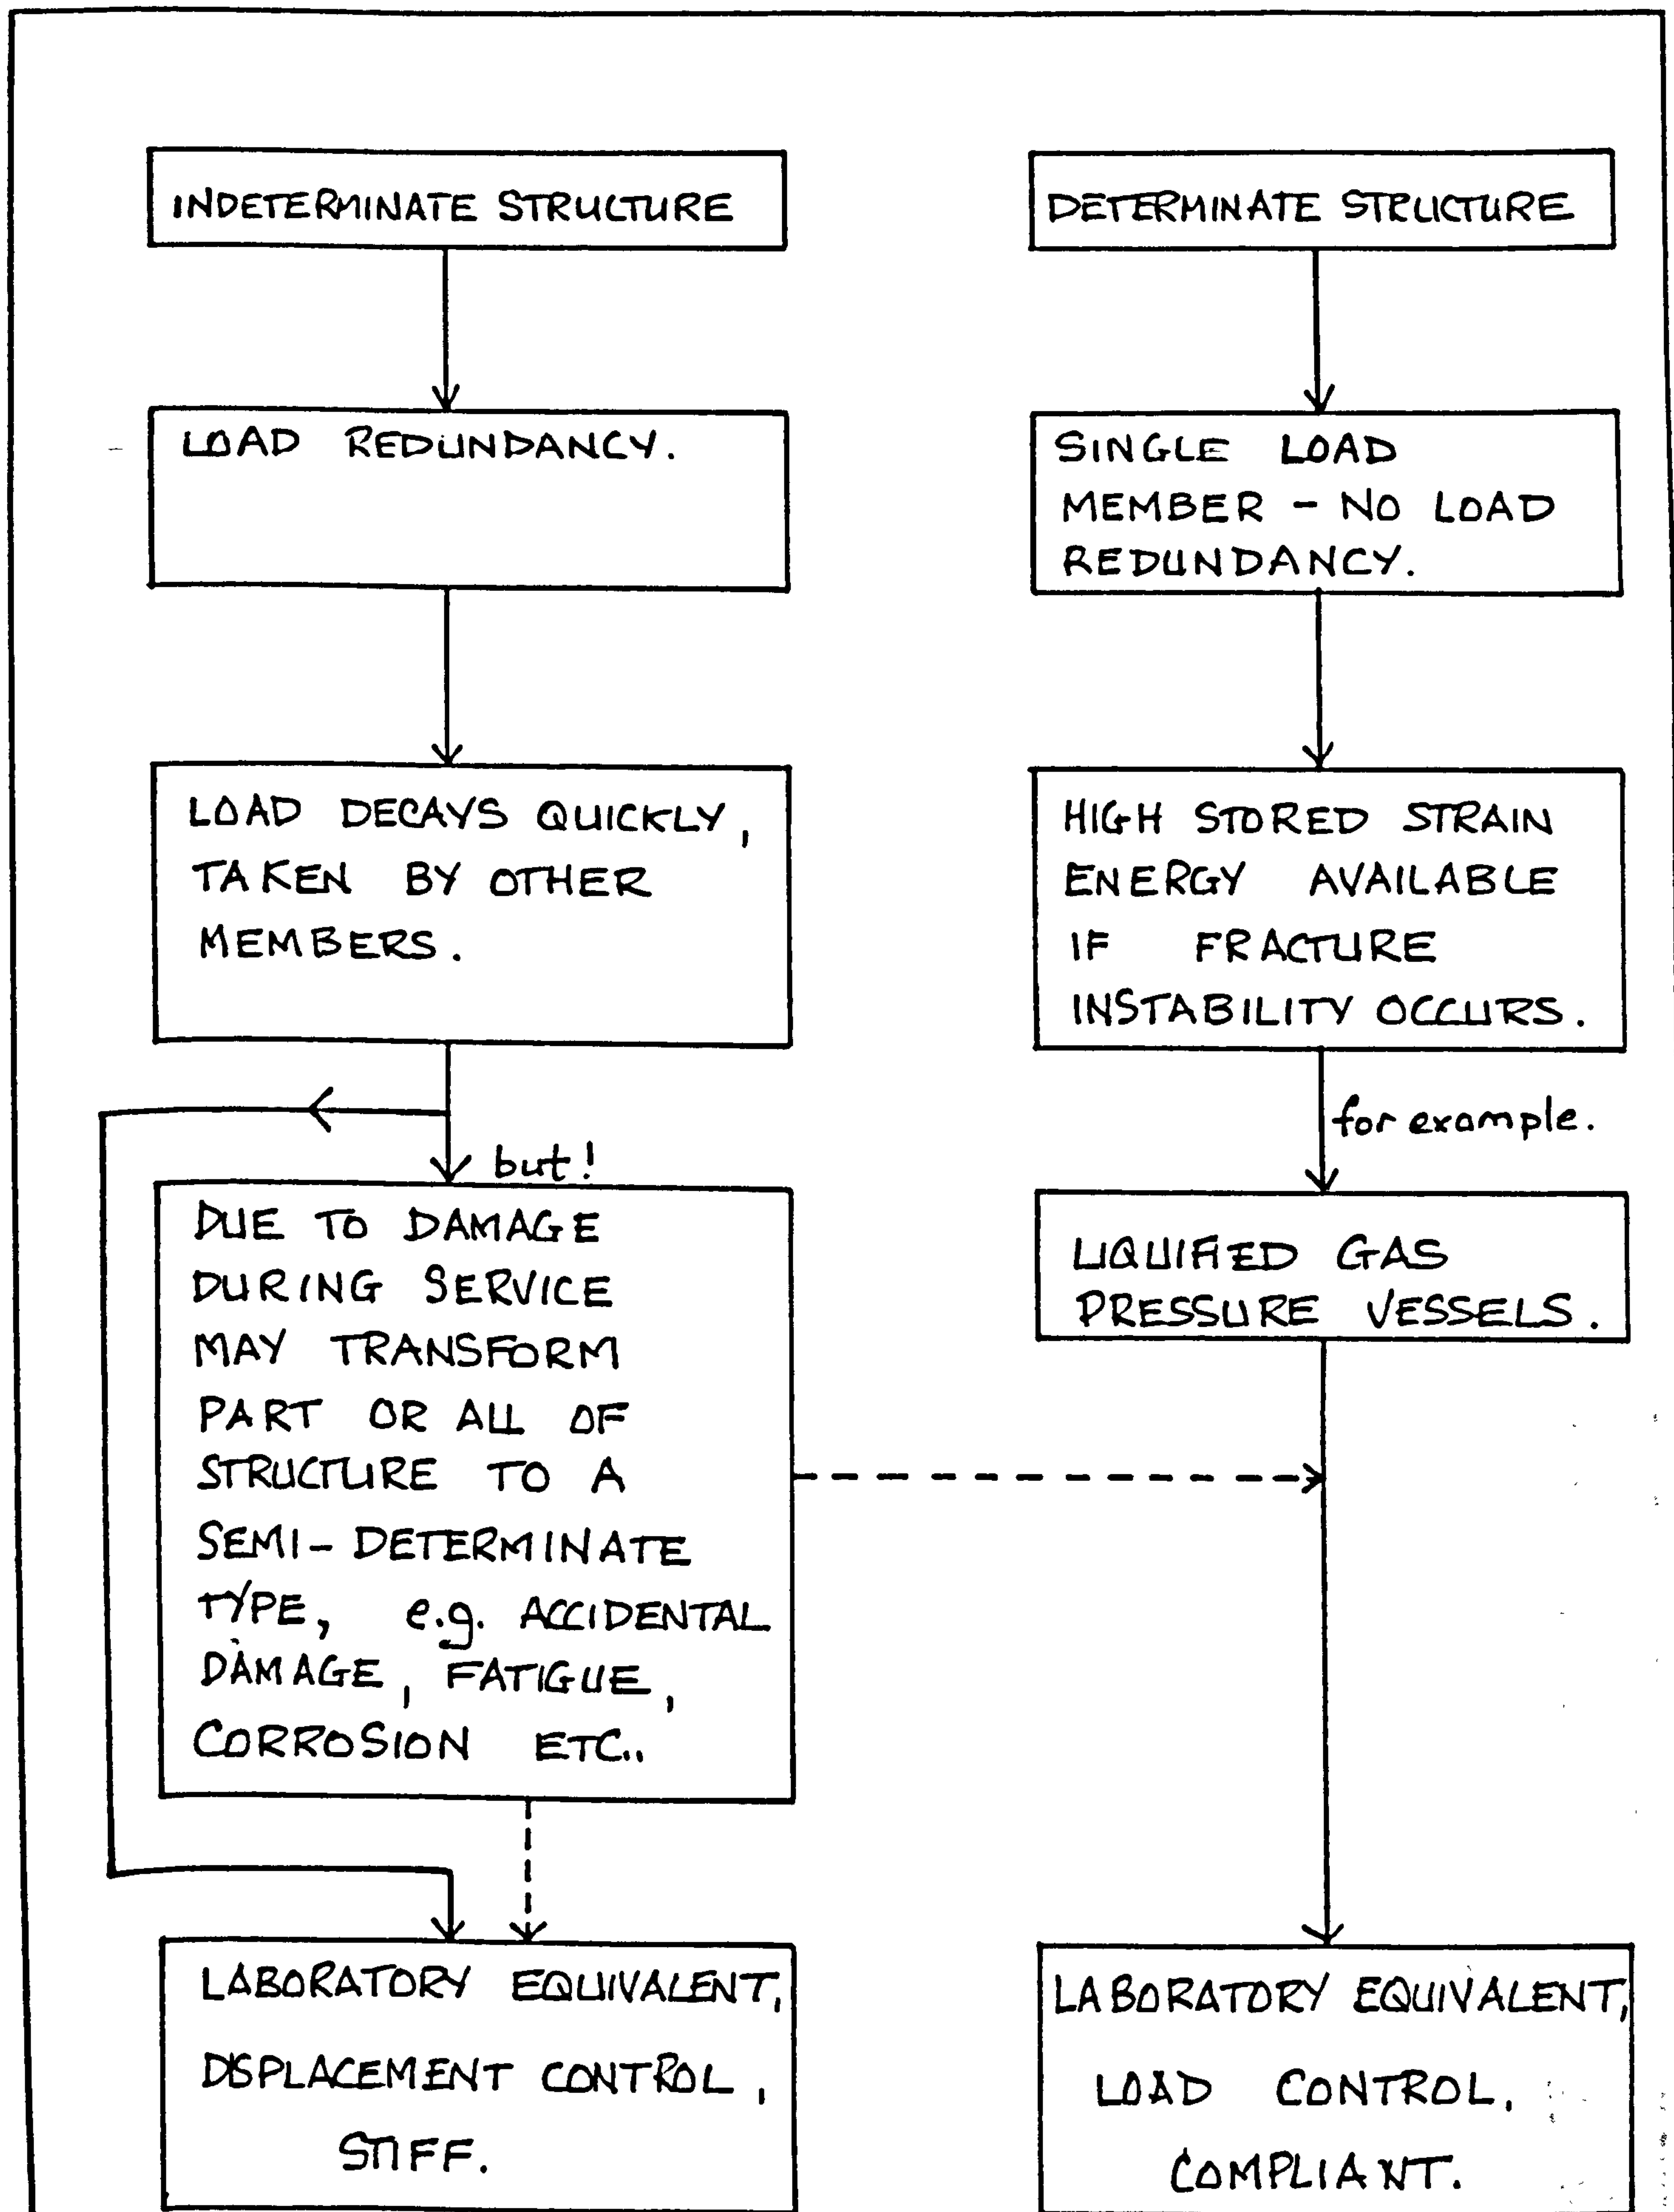 INDETERMINATE STRUCTURE
LOAD REDUNDANCY.
LOAD DECAYS QUICKLY,
TAKEN BY OTHER
MEMBERS.
but!
DUE TO DAMAGE
DURING SERVICE
MAY TRANSFORM
PART OR ALL OF
STRUCTURE TO A
SEMI-DETERMINATE
TYPE, e.g. ACCIDENTAL
DAMAGE, FATIGUE,
CORROSION ETC..
LABORATORY EQUIVALENT,
DISPLACEMENT CONTROL,
STIFF.
DETERMINATE STRUCTURE
SINGLE LOAD
MEMBER - NO LOAD
REDUNDANCY.
HIGH STORED STRAIN
ENERGY AVAILABLE
IF FRACTURE
INSTABILITY OCCURS.
for example.
LIQUIFIED GAS
PRESSURE VESSELS.
LABORATORY EQUIVALENT,
LOAD CONTROL,
COMPLIANT.